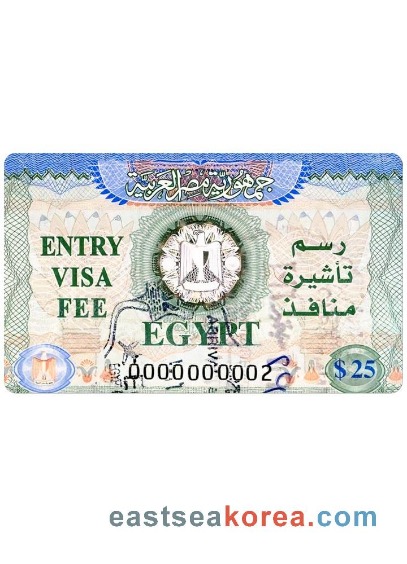 جمهورية مصر العربية
ENTRY
VISA
FEE
رسم
تأشيرة
منافذ
EGYPT
0000000002
$25
eastseakorea.com